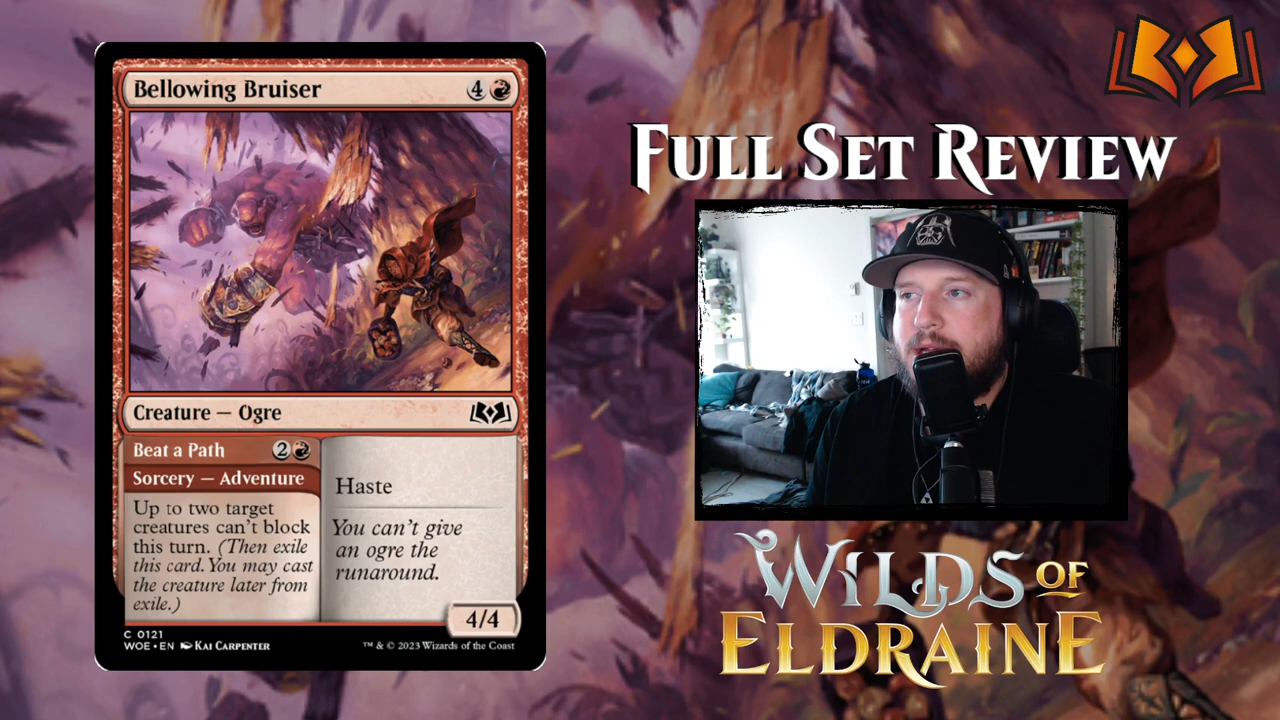 Bellowing Bruiser 4
Creature — Ogre
Beat a Path 2
Sorcery — Adventure
Up to two target
creatures can't block
this turn. (Then exile
this card. You may cast
the creature later from
exile.)
Haste
You can't give
an ogre the
runaround.
4/4
C 0121
WOE • EN KAI CARPENTER
™ & © 2023 Wizards of the Coast
FULL SET REVIEW
WILDS OF
ELDRAINE